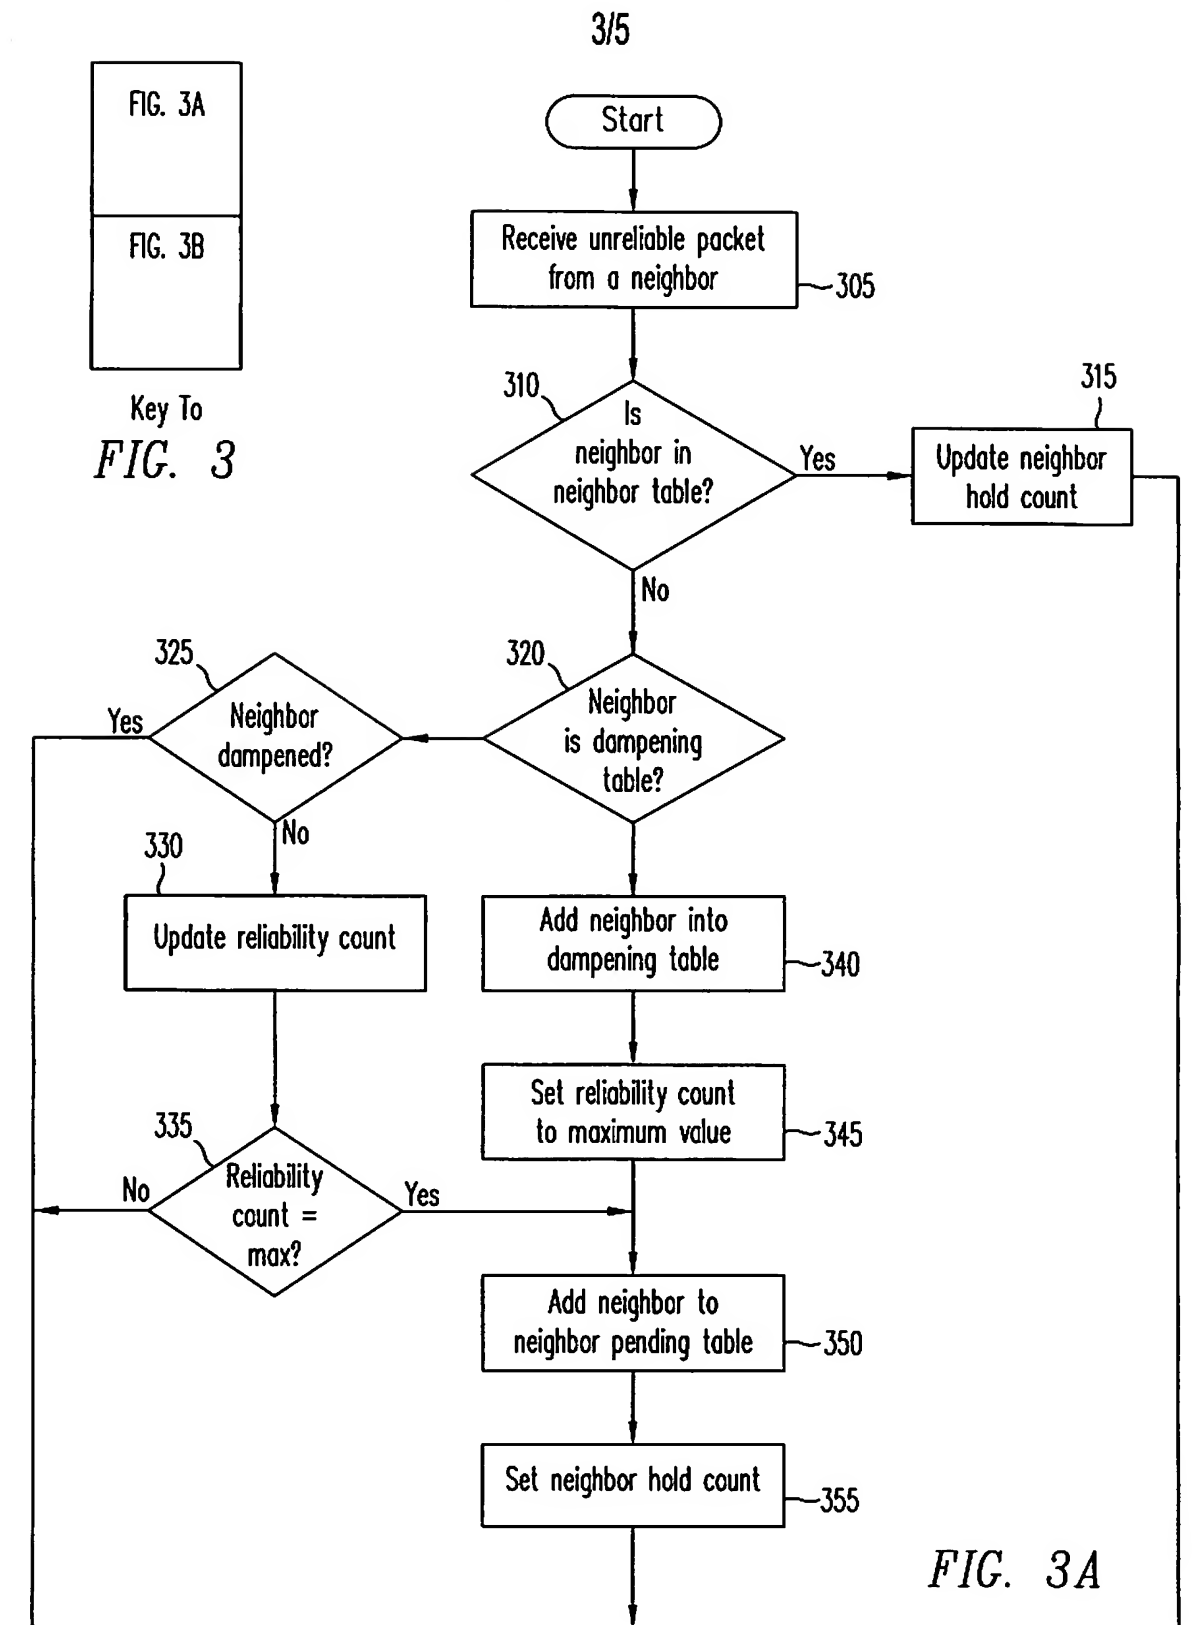 3/5
FIG. 3A
FIG. 3B
Key To
FIG. 3
Start
Receive unreliable packet
from a neighbor
305
310
Is
neighbor in
neighbor table?
Yes
No
315
Update neighbor
hold count
320
Neighbor
is dampening
table?
325
Neighbor
dampened?
Yes
No
330
Update reliability count
340
Add neighbor into
dampening table
Set reliability count
to maximum value
345
335
Reliability
count =
max?
No
Yes
Add neighbor to
neighbor pending table
350
Set neighbor hold count
355
FIG. 3A